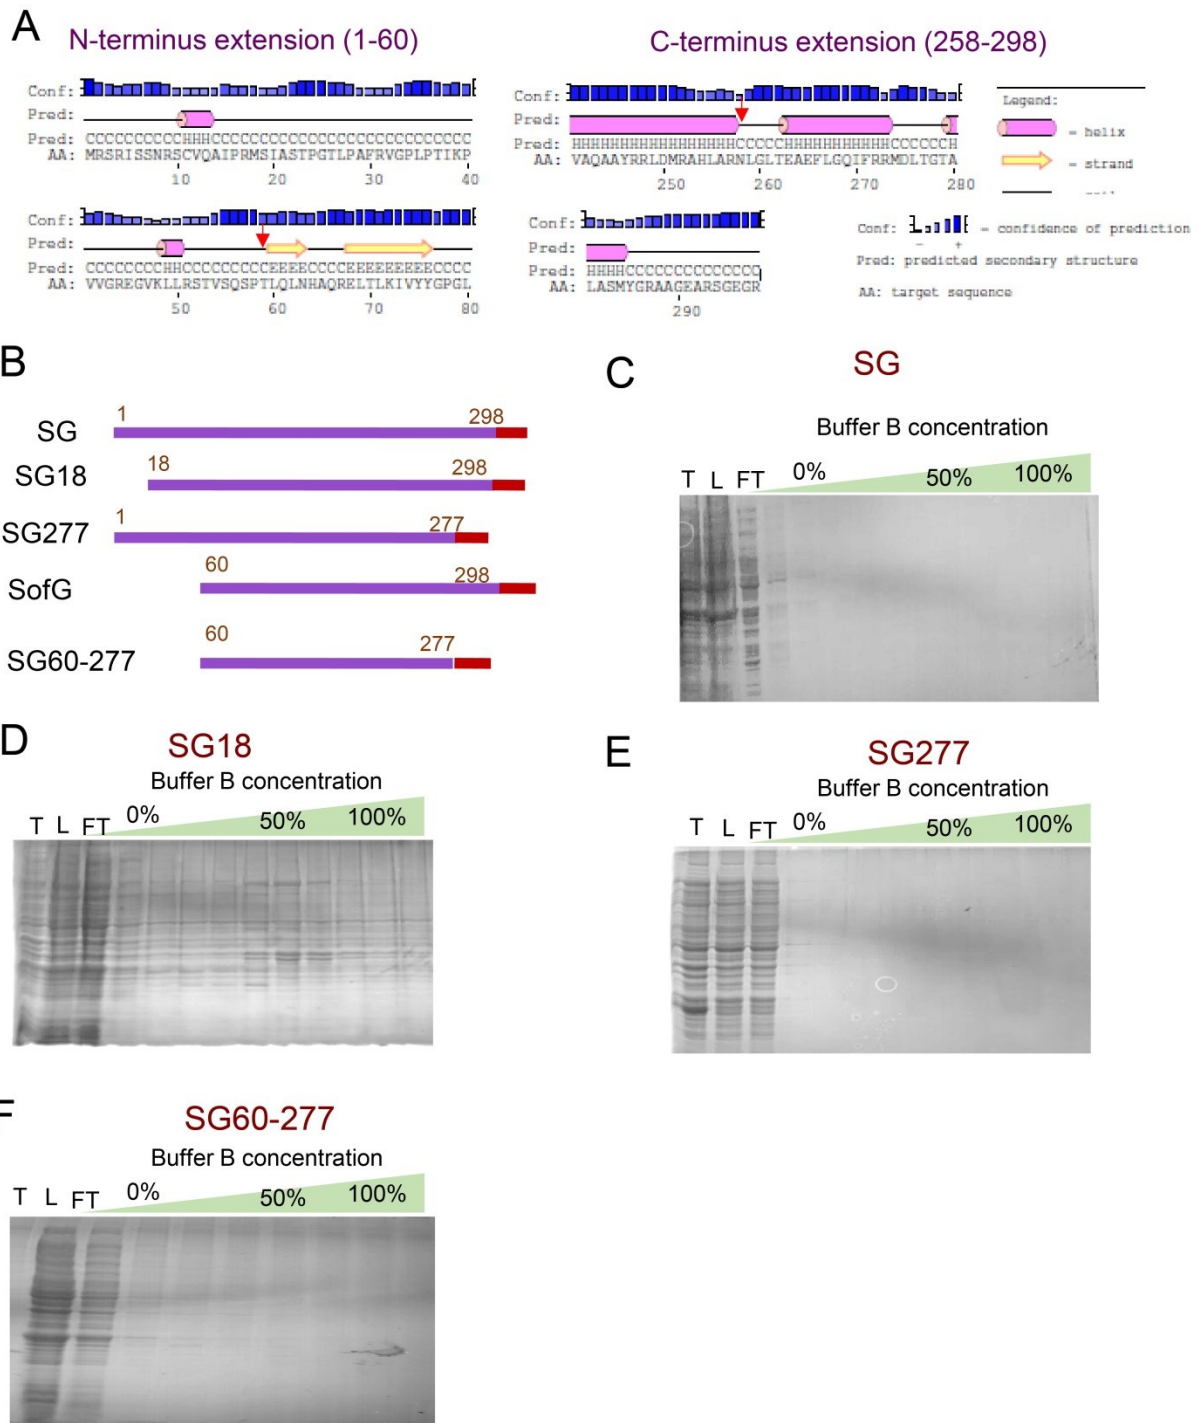 A
N-terminus extension (1-60)
C-terminus extension (258-298)
Conf:
Pred:
Pred: CCCCCCCCCCHHHCCCCCCCCCCCCCCCCCCCCCCCCCCC
AA: MRSRISSNRSCVQAIPRMSIASTPGTLPAFRVGPLPTIKP
10 20 30 40
Conf:
Pred:
Pred: CCCCCCCCHHCCCCCCCCCEEEECCCCEEEEEEEEECCCC
AA: VVGREGVKLLRSTVSQSPTLQLNHAQRELTLKIVYYGPGL
50 60 70 80
Conf:
Pred:
Pred: HHHHHHHHHHHHHHHHHCCCCCHHHHHHHHHHHCCCCCCH
AA: VAQAAYRRLDMRAHLARNLGLTEAEFLGQIFRRMDLTGTA
250 260 270 280
Conf:
Pred:
Pred: HHHHCCCCCCCCCCCCCC
AA: LASMYGRAAGEARSGEGR
290
Legend:
= helix
= strand
Conf: = confidence of prediction
- +
Pred: predicted secondary structure
AA: target sequence
B
1 298
SG
18 298
SG18
1 277
SG277
60 298
SofG
60 277
SG60-277
C
SG
Buffer B concentration
T L FT 0% 50% 100%
D
SG18
Buffer B concentration
T L FT 0% 50% 100%
E
SG277
Buffer B concentration
T L FT 0% 50% 100%
F
SG60-277
Buffer B concentration
T L FT 0% 50% 100%